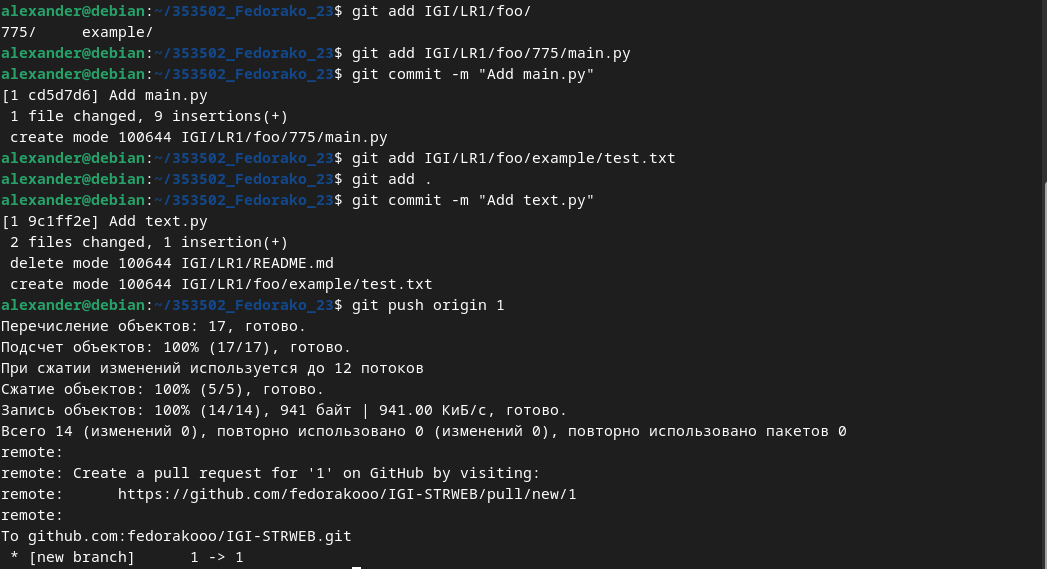 alexander@debian:~/353502_Fedorako_23$ git add IGI/LR1/foo/
775/     example/
alexander@debian:~/353502_Fedorako_23$ git add IGI/LR1/foo/775/main.py
alexander@debian:~/353502_Fedorako_23$ git commit -m "Add main.py"
[1 cd5d7d6] Add main.py
 1 file changed, 9 insertions(+)
 create mode 100644 IGI/LR1/foo/775/main.py
alexander@debian:~/353502_Fedorako_23$ git add IGI/LR1/foo/example/test.txt
alexander@debian:~/353502_Fedorako_23$ git add .
alexander@debian:~/353502_Fedorako_23$ git commit -m "Add text.py"
[1 9c1ff2e] Add text.py
 2 files changed, 1 insertion(+)
 delete mode 100644 IGI/LR1/README.md
 create mode 100644 IGI/LR1/foo/example/test.txt
alexander@debian:~/353502_Fedorako_23$ git push origin 1
Перечисление объектов: 17, готово.
Подсчет объектов: 100% (17/17), готово.
При сжатии изменений используется до 12 потоков
Сжатие объектов: 100% (5/5), готово.
Запись объектов: 100% (14/14), 941 байт | 941.00 КиБ/с, готово.
Всего 14 (изменений 0), повторно использовано 0 (изменений 0), повторно использовано пакетов 0
remote:
remote: Create a pull request for '1' on GitHub by visiting:
remote:      https://github.com/fedorakooo/IGI-STRWEB/pull/new/1
remote:
To github.com:fedorakooo/IGI-STRWEB.git
 * [new branch]      1 -> 1